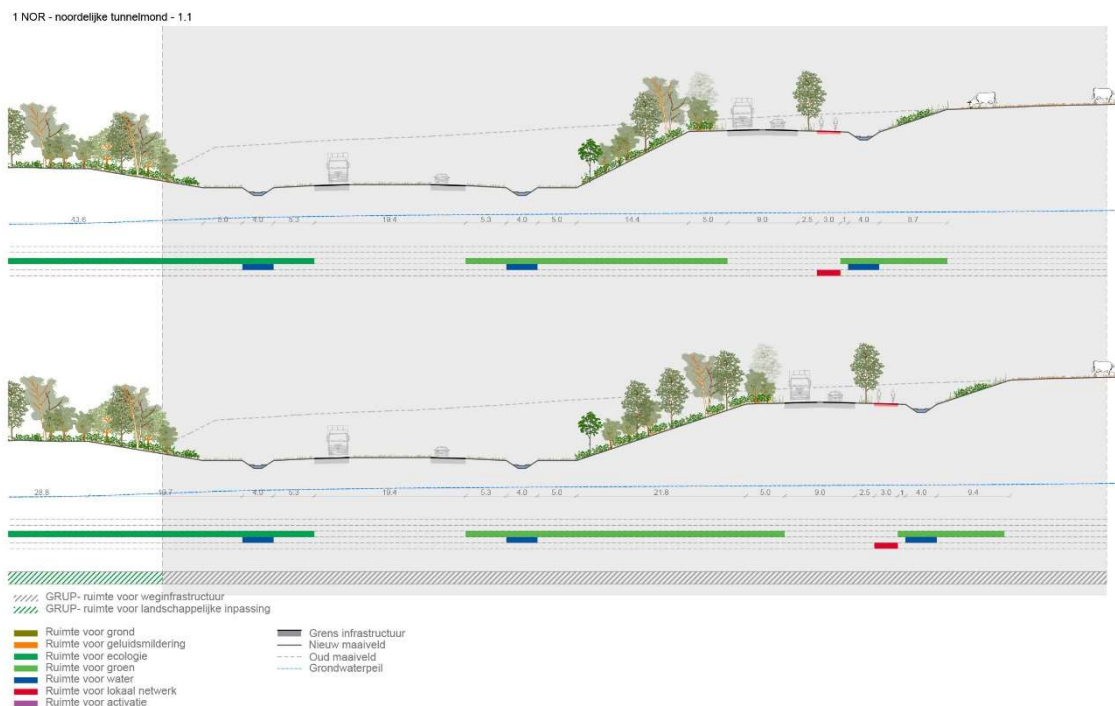 1 NOR - noordelijke tunnelmond - 1.1
43.6 5.0 4.0 5.3 19.4 5.3 4.0 5.0 14.4 5.0 9.0 2.5 3.0 1 4.0 8.7
28.8 4.0 5.3 19.4 5.3 4.0 5.0 21.8 5.0 9.0 2.5 3.0 1 4.0 9.4
GRUP- ruimte voor weginfrastructuur
GRUP- ruimte voor landschappelijke inpassing
Ruimte voor grond
Ruimte voor geluidsmildering
Ruimte voor ecologie
Ruimte voor groen
Ruimte voor water
Ruimte voor lokaal netwerk
Ruimte voor activatie
Grens infrastructuur
Nieuw maaiveld
Oud maaiveld
Grondwaterpeil